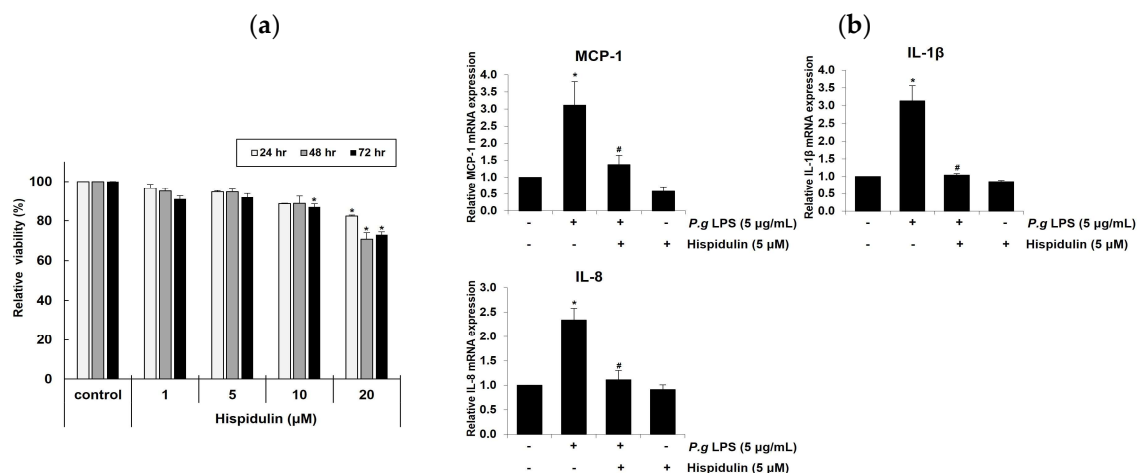 (a)
24 hr 48 hr 72 hr
Relative viability (%)
100
80
60
40
20
0
* * * *
control 1 5 10 20
Hispidulin (µM)
(b)
MCP-1
Relative MCP-1 mRNA expression
4.0
3.5
3.0
2.5
2.0
1.5
1.0
0.5
0.0
* #
- + + - P.g LPS (5 µg/mL)
- - + + Hispidulin (5 µM)
IL-1β
Relative IL-1β mRNA expression
4.0
3.5
3.0
2.5
2.0
1.5
1.0
0.5
0.0
* #
- + + - P.g LPS (5 µg/mL)
- - + + Hispidulin (5 µM)
IL-8
Relative IL-8 mRNA expression
3.0
2.5
2.0
1.5
1.0
0.5
0.0
* #
- + + - P.g LPS (5 µg/mL)
- - + + Hispidulin (5 µM)